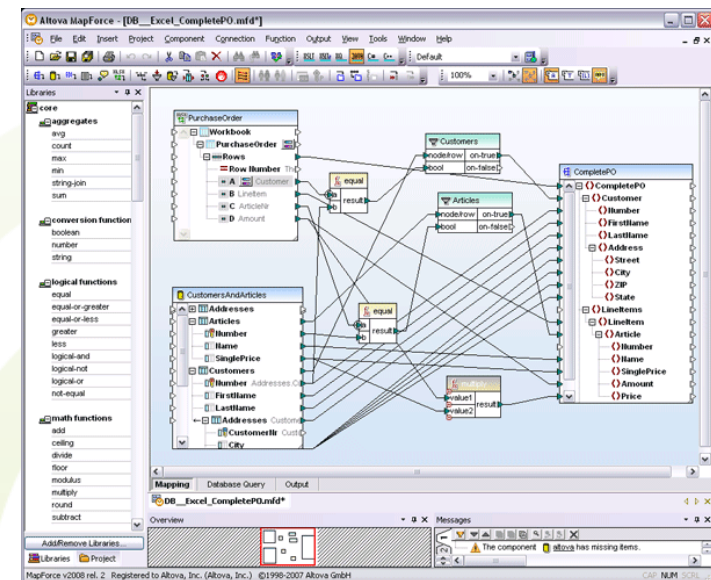 Altova MapForce - [DB__Excel_CompletePO.mfd*]
File Edit Insert Project Component Connection Function Output View Tools Window Help
Default
100%
Libraries
core
aggregates
avg
count
max
min
string-join
sum
conversion function
boolean
number
string
logical functions
equal
equal-or-greater
equal-or-less
greater
less
logical-and
logical-not
logical-or
not-equal
math functions
add
ceiling
divide
floor
modulus
multiply
round
subtract
Add/Remove Libraries...
Libraries Project
PurchaseOrder
Workbook
PurchaseOrder
Rows
Row Number
A Customer
B LineItem
C ArticleNr
D Amount
CustomersAndArticles
Addresses
Articles
Number
Name
SinglePrice
Customers
Number Addresses.C
FirstName
LastName
Addresses Custome
CustomerNr Cust
City
equal
a
b
result
equal
a
b
result
Customers
node/row on-true
bool on-false
Articles
node/row on-true
bool on-false
multiply
value1
value2
result
CompletePO
CompletePO
Customer
Number
FirstName
LastName
Address
Street
City
ZIP
State
LineItems
LineItem
Article
Number
Name
SinglePrice
Amount
Price
Mapping Database Query Output
DB__Excel_CompletePO.mfd*
Overview
Messages
The component altova has missing items.
MapForce v2008 rel. 2 Registered to Altova, Inc. (Altova, Inc.) ©1998-2007 Altova GmbH
CAP NUM SCRL